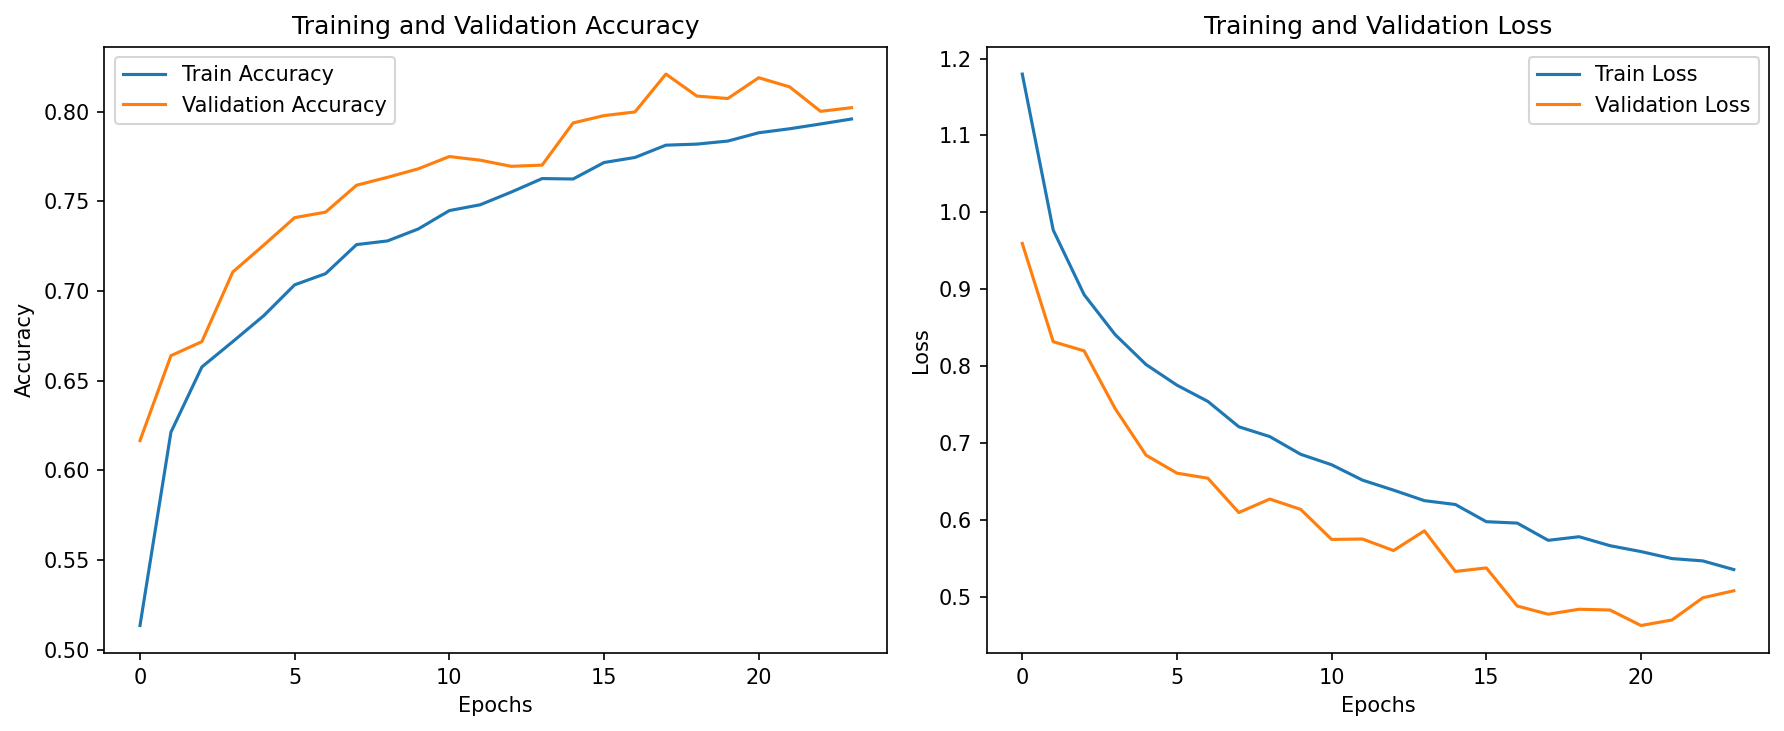 Training and Validation Accuracy
Train Accuracy
Validation Accuracy
0.80
0.75
0.70
0.65
0.60
0.55
0.50
Accuracy
0
5
10
15
20
Epochs
Training and Validation Loss
Train Loss
Validation Loss
1.2
1.1
1.0
0.9
0.8
0.7
0.6
0.5
Loss
0
5
10
15
20
Epochs